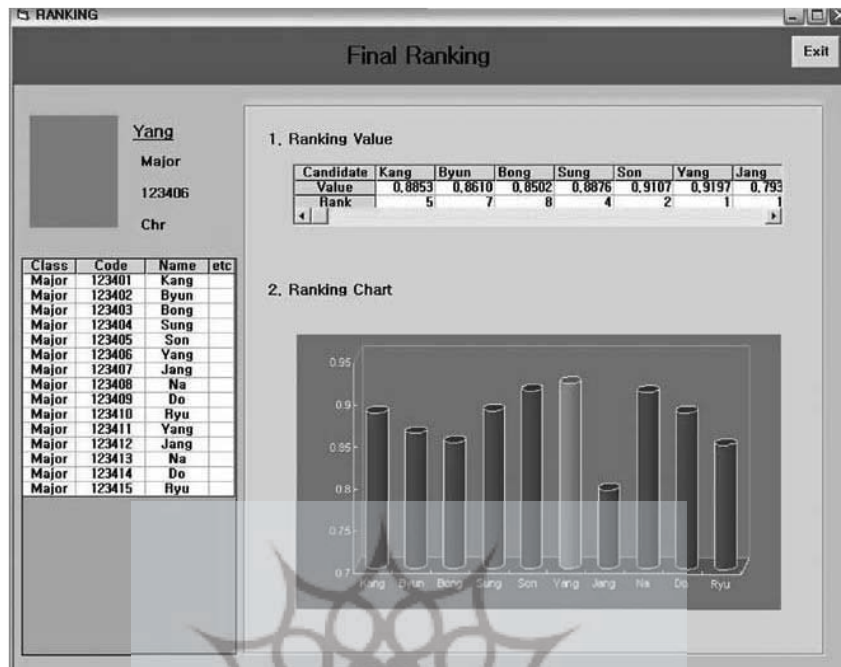 RANKING
Final Ranking
Exit
Yang
Major
123406
Chr
Class Code Name etc
Major 123401 Kang
Major 123402 Byun
Major 123403 Bong
Major 123404 Sung
Major 123405 Son
Major 123406 Yang
Major 123407 Jang
Major 123408 Na
Major 123409 Do
Major 123410 Ryu
Major 123411 Yang
Major 123412 Jang
Major 123413 Na
Major 123414 Do
Major 123415 Ryu
1. Ranking Value
Candidate Kang Byun Bong Sung Son Yang Jang
Value 0.8853 0.8610 0.8502 0.8876 0.9107 0.9197 0.793
Rank 5 7 8 4 2 1 1
2. Ranking Chart
0.95
0.9
0.85
0.8
0.75
0.7
Kang Byun Bong Sung Son Yang Jang Na Do Ryu